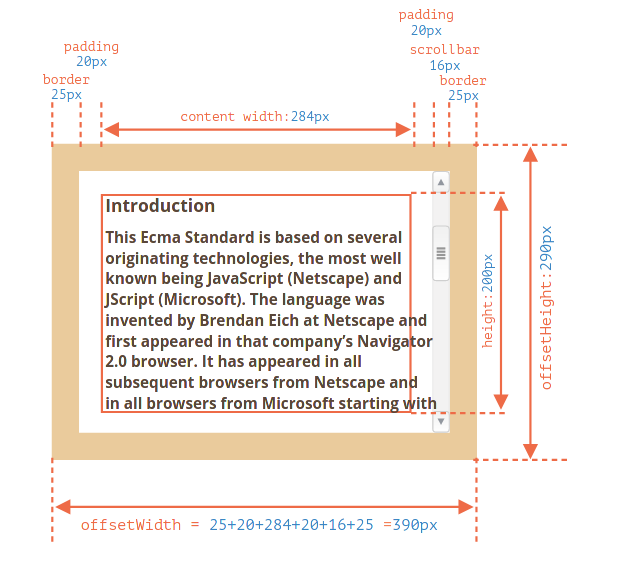 padding
20px
scrollbar
16px
border
25px
padding
20px
border
25px
content width:284px
Introduction
This Ecma Standard is based on several
originating technologies, the most well
known being JavaScript (Netscape) and
JScript (Microsoft). The language was
invented by Brendan Eich at Netscape and
first appeared in that company’s Navigator
2.0 browser. It has appeared in all
subsequent browsers from Netscape and
in all browsers from Microsoft starting with
height:200px
offsetHeight:290px
offsetWidth = 25+20+284+20+16+25 =390px